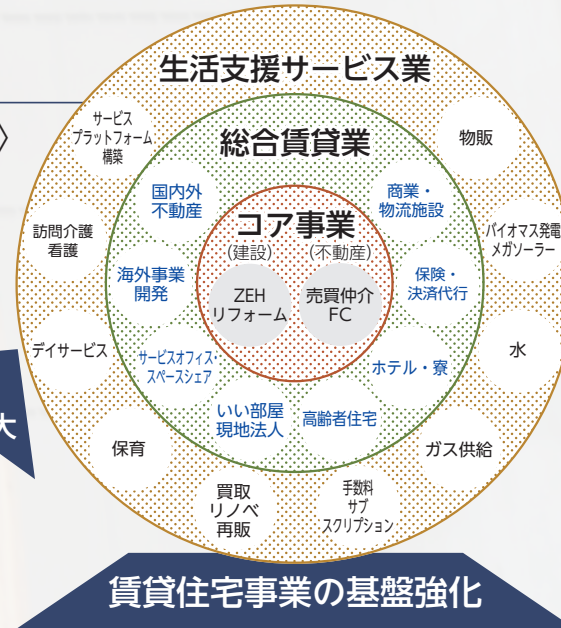 生活支援サービス業
サービス
プラットフォーム
構築
物販
訪問介護
看護
バイオマス発電
メガソーラー
デイサービス
水
保育
ガス供給
買取
リノベ
再販
手数料
サブ
スクリプション
総合賃貸業
国内外
不動産
商業・
物流施設
海外事業
開発
保険・
決済代行
サービスオフィス・
スペースシェア
ホテル・寮
いい部屋
現地法人
高齢者住宅
コア事業
(建設)
(不動産)
ZEH
リフォーム
売買仲介
FC
大
賃貸住宅事業の基盤強化